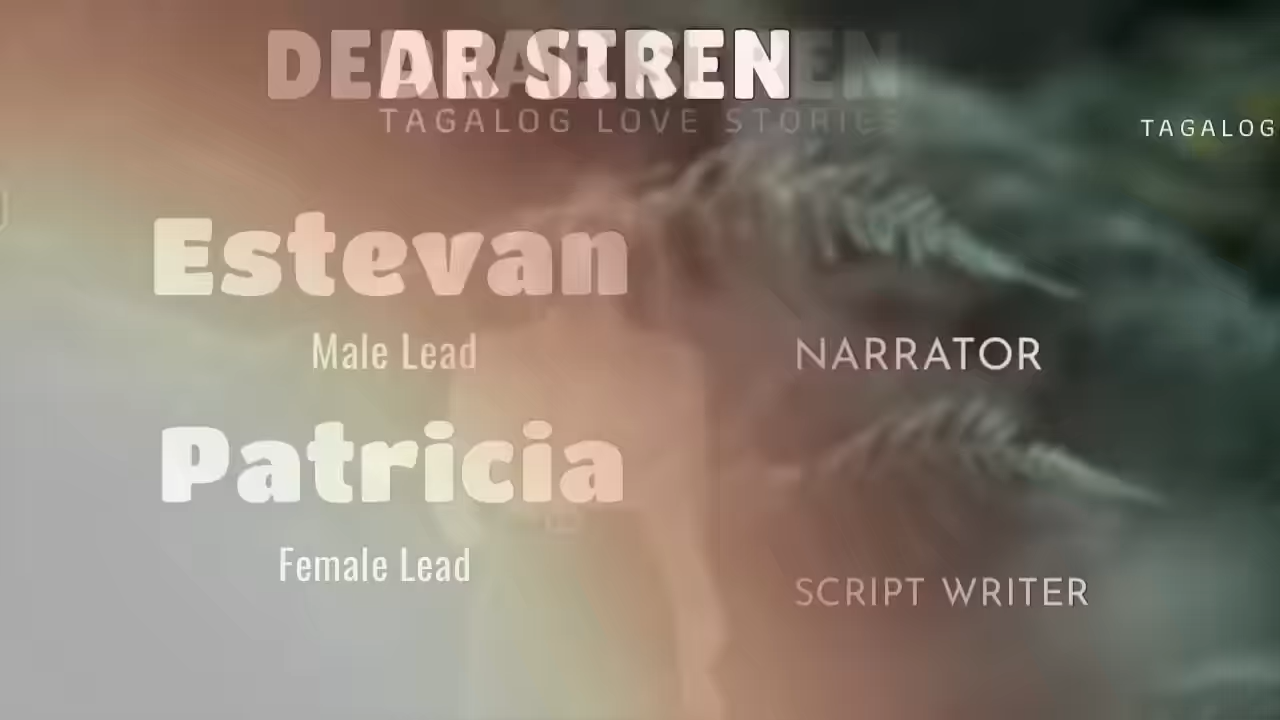 DEAR SIREN
TAGALOG LOVE STORIES
TAGALOG
Estevan
Male Lead
NARRATOR
Patricia
Female Lead
SCRIPT WRITER